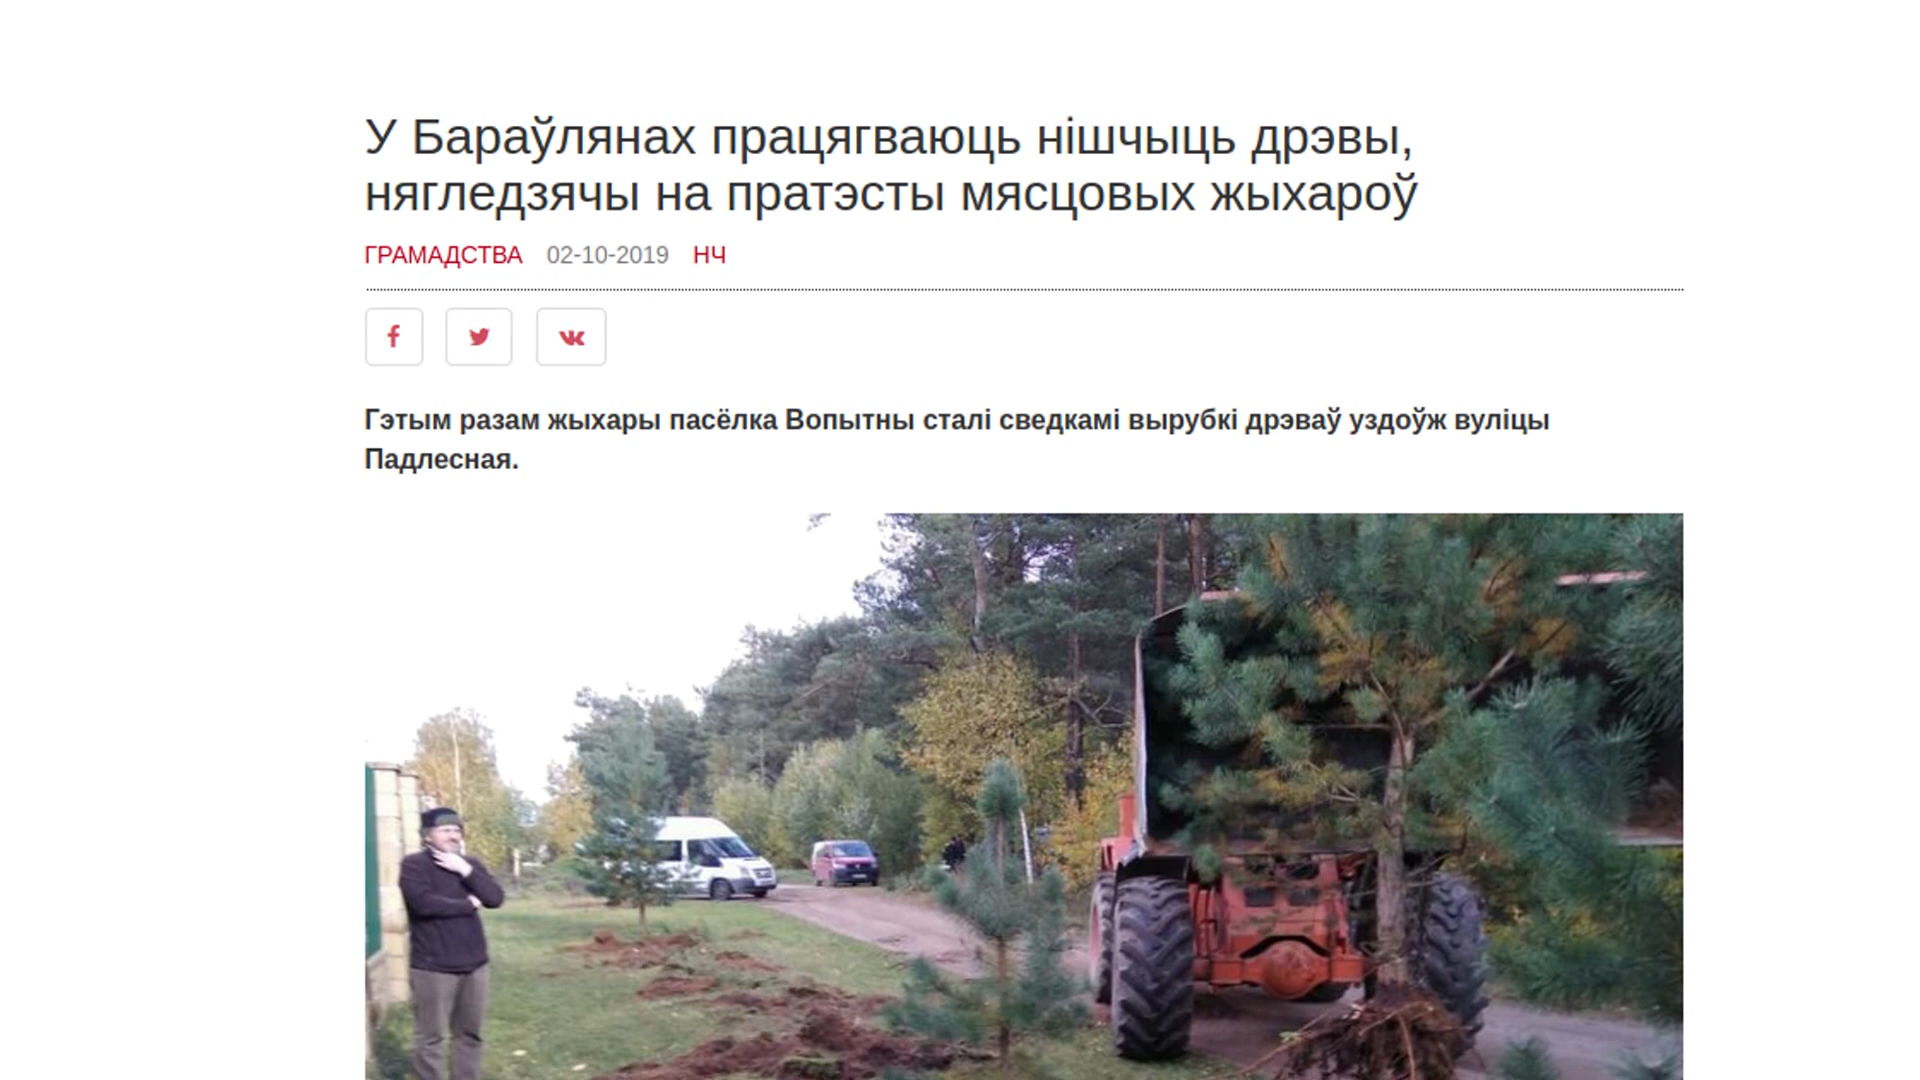 У Бараўлянах працягваюць нішчыць дрэвы,
нягледзячы на пратэсты мясцовых жыхароў
ГРАМАДСТВА 02-10-2019 НЧ
Гэтым разам жыхары пасёлка Вопытны сталі сведкамі вырубкі дрэваў уздоўж вуліцы
Падлесная.